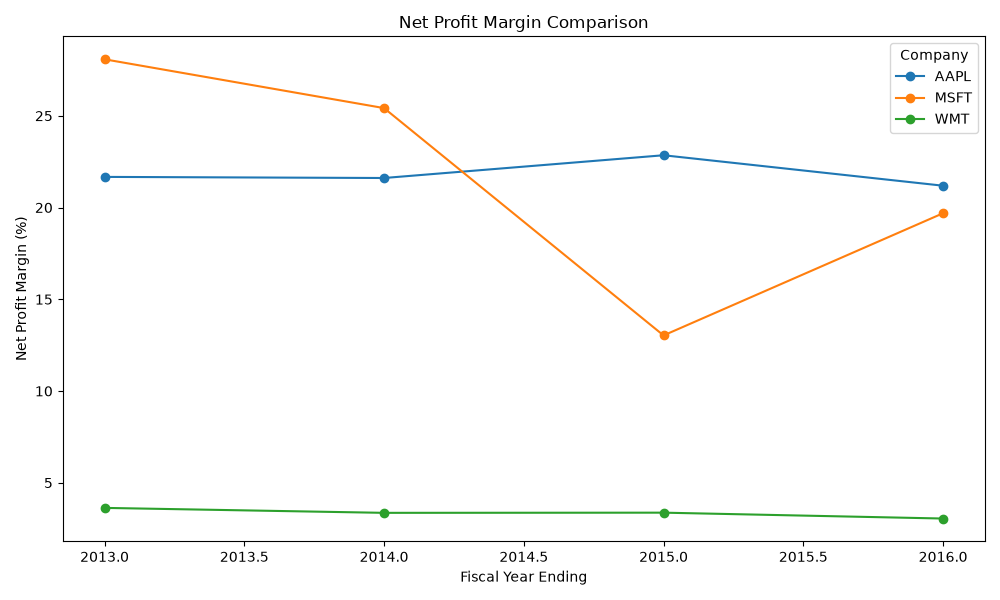 Net Profit Margin Comparison
Company
AAPL
MSFT
WMT
Net Profit Margin (%)
25
20
15
10
5
2013.0 2013.5 2014.0 2014.5 2015.0 2015.5 2016.0
Fiscal Year Ending